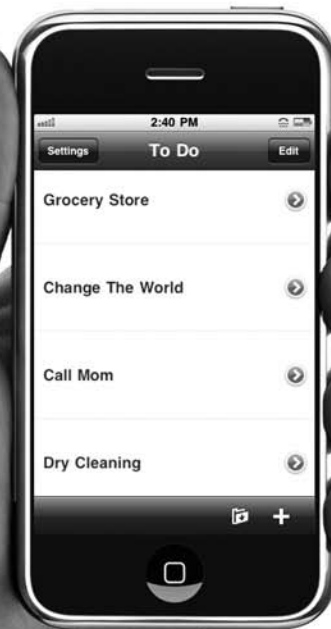 2:40 PM
Settings To Do Edit
Grocery Store
Change The World
Call Mom
Dry Cleaning